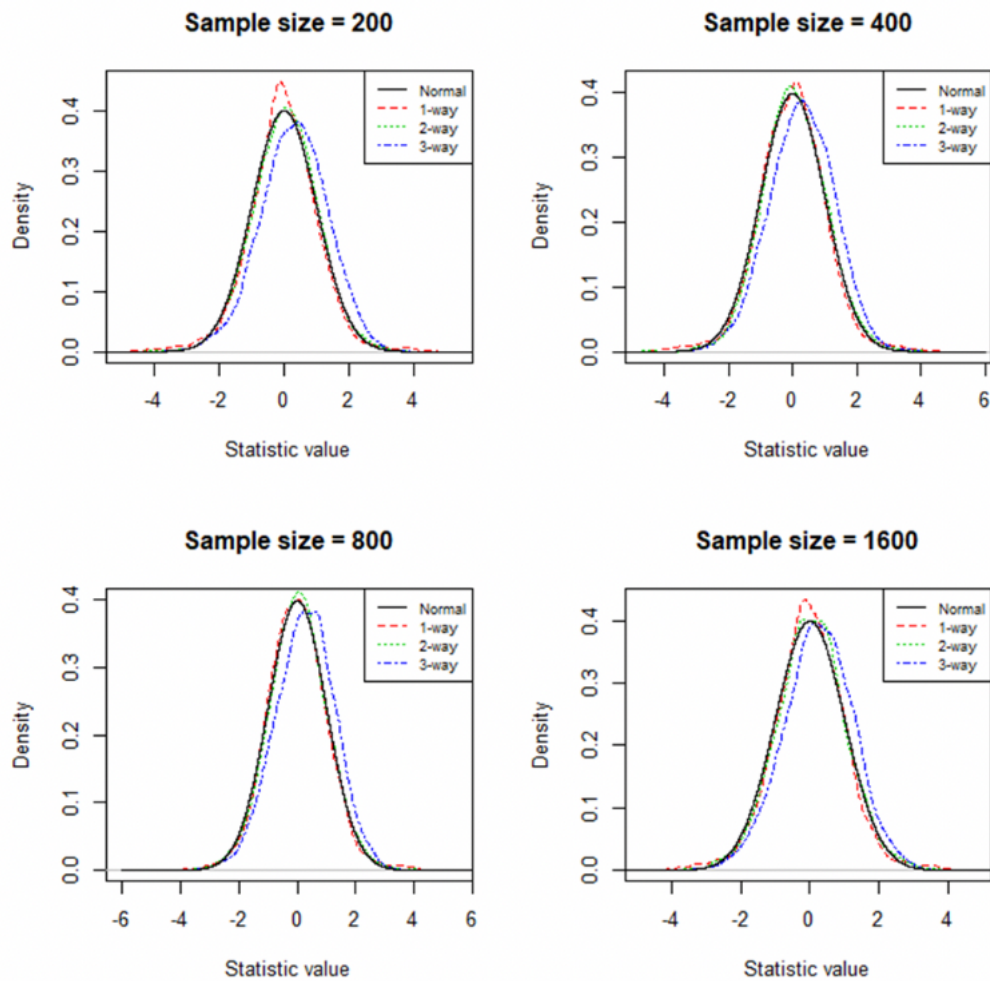 Sample size = 200
Normal
1-way
2-way
3-way
Density
0.0
0.1
0.2
0.3
0.4
-4
-2
0
2
4
Statistic value
Sample size = 400
Normal
1-way
2-way
3-way
Density
0.0
0.1
0.2
0.3
0.4
-4
-2
0
2
4
6
Statistic value
Sample size = 800
Normal
1-way
2-way
3-way
Density
0.0
0.1
0.2
0.3
0.4
-6
-4
-2
0
2
4
6
Statistic value
Sample size = 1600
Normal
1-way
2-way
3-way
Density
0.0
0.1
0.2
0.3
0.4
-4
-2
0
2
4
Statistic value